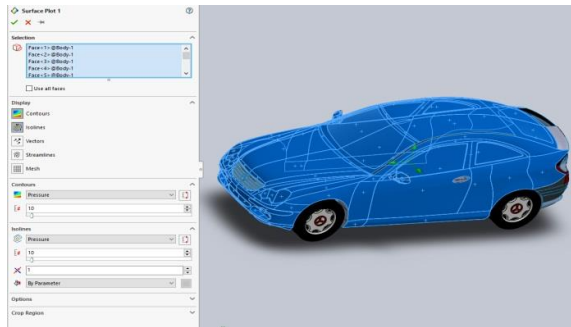 Surface Plot 1
Selection
Face<1>@Body-1
Face<2>@Body-1
Face<3>@Body-1
Face<4>@Body-1
Face<5>@Body-1
Use all faces
Display
Contours
Isolines
Vectors
Streamlines
Mesh
Contours
Pressure
10
Isolines
Pressure
10
1
By Parameter
Options
Crop Region